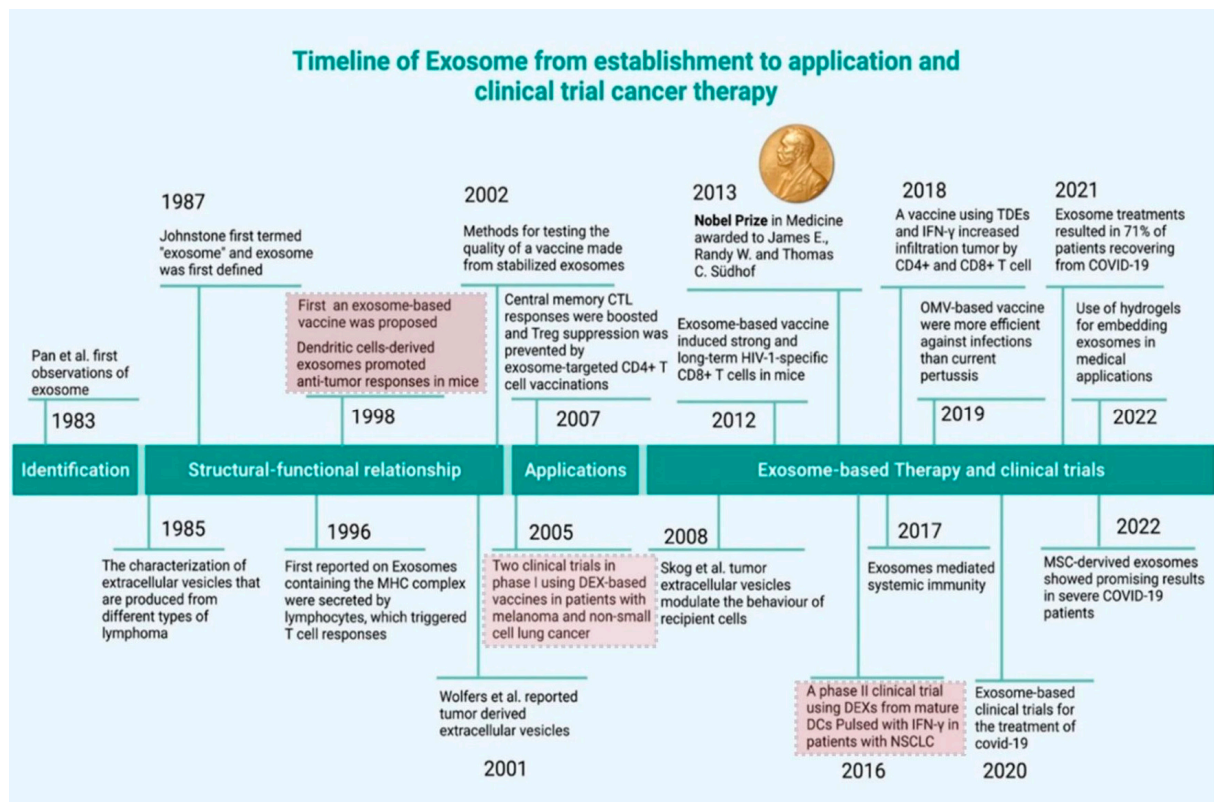 Timeline of Exosome from establishment to application and
clinical trial cancer therapy
1987
Johnstone first termed
"exosome" and exosome
was first defined
2002
Methods for testing the
quality of a vaccine made
from stabilized exosomes
2013
Nobel Prize in Medicine
awarded to James E.,
Randy W. and Thomas
C. Südhof
2018
A vaccine using TDEs
and IFN-γ increased
infiltration tumor by
CD4+ and CD8+ T cell
2021
Exosome treatments
resulted in 71% of
patients recovering
from COVID-19
Pan et al. first
observations of
exosome
1983
First an exosome-based
vaccine was proposed
Dendritic cells-derived
exosomes promoted
anti-tumor responses in mice
1998
Central memory CTL
responses were boosted
and Treg suppression was
prevented by
exosome-targeted CD4+ T
cell vaccinations
2007
Exosome-based vaccine
induced strong and
long-term HIV-1-specific
CD8+ T cells in mice
2012
OMV-based vaccine
were more efficient
against infections
than current
pertussis
2019
Use of hydrogels
for embedding
exosomes in
medical
applications
2022
Identification
Structural-functional relationship
Applications
Exosome-based Therapy and clinical trials
1985
The characterization of
extracellular vesicles that
are produced from
different types of
lymphoma
1996
First reported on Exosomes
containing the MHC complex
were secreted by
lymphocytes, which triggered
T cell responses
2005
Two clinical trials in
phase I using DEX-based
vaccines in patients with
melanoma and non-small
cell lung cancer
2008
Skog et al. tumor
extracellular vesicles
modulate the behaviour of
recipient cells
2017
Exosomes mediated
systemic immunity
2022
MSC-dervived exosomes
showed promising results
in severe COVID-19
patients
Wolfers et al. reported
tumor derived
extracellular vesicles
2001
A phase II clinical trial
using DEXs from mature
DCs Pulsed with IFN-γ in
patients with NSCLC
2016
Exosome-based
clinical trials for
the treatment of
covid-19
2020